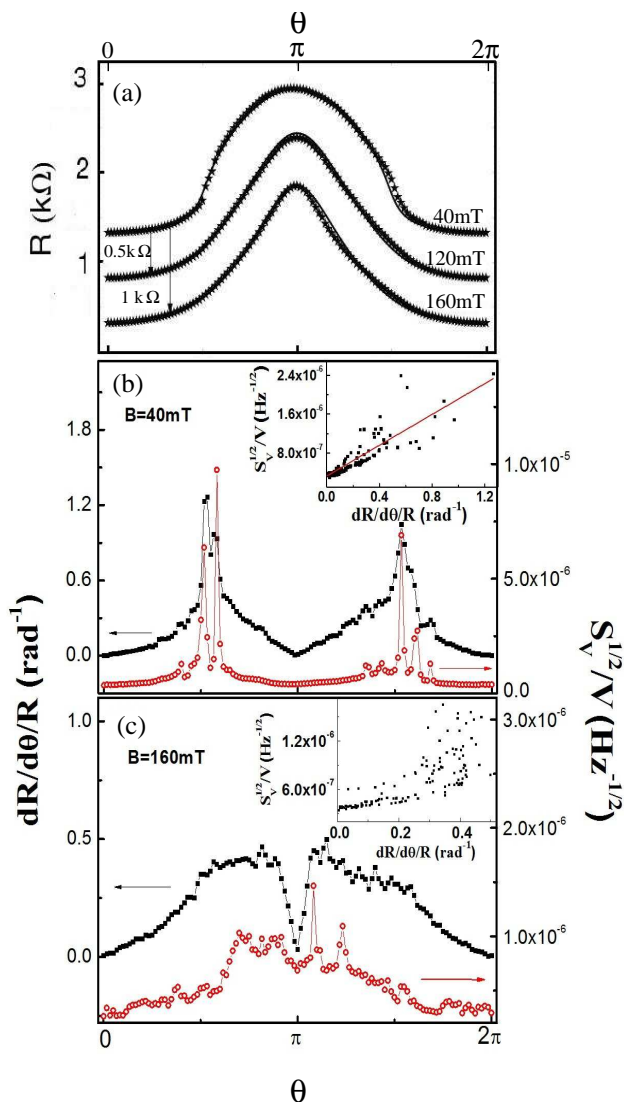 θ
0 π 2π
(a)
3
2
1
R (kΩ)
40mT
0.5kΩ
120mT
1 kΩ
160mT
(b)
B=40mT
1.8
1.2
0.6
0.0
S_V^1/2/V (Hz^-1/2)
2.4x10^-6
1.6x10^-6
8.0x10^-7
0.0 0.4 0.8 1.2
dR/dθ/R (rad^-1)
1.0x10^-5
5.0x10^-6
0.0
dR/dθ/R (rad^-1)
S_V^1/2/V (Hz^-1/2)
(c)
B=160mT
1.0
0.5
0.0
S_V^1/2/V (Hz^-1/2)
1.2x10^-6
6.0x10^-7
0.0 0.2 0.4
dR/dθ/R (rad^-1)
3.0x10^-6
2.0x10^-6
1.0x10^-6
0 π 2π
θ